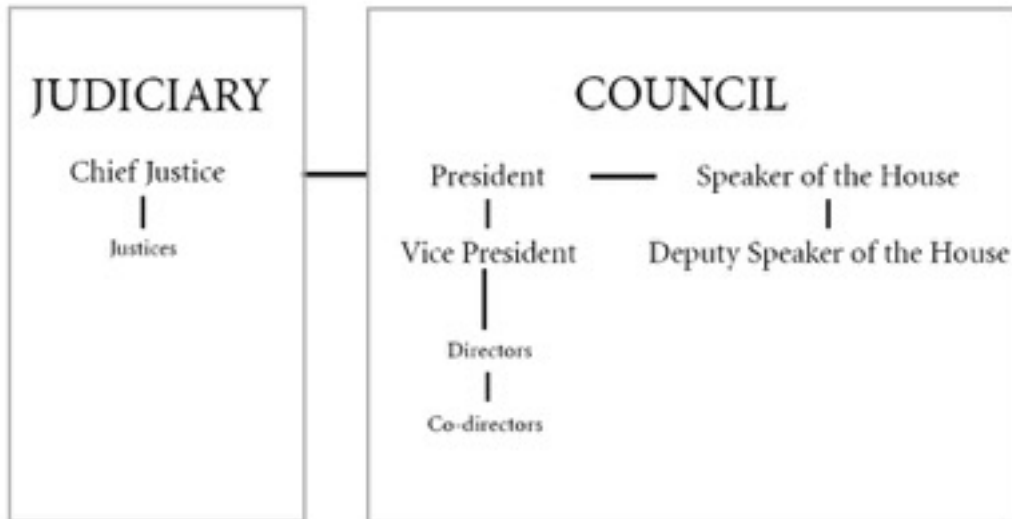 JUDICIARY
Chief Justice
Justices
COUNCIL
President
Speaker of the House
Vice President
Deputy Speaker of the House
Directors
Co-directors